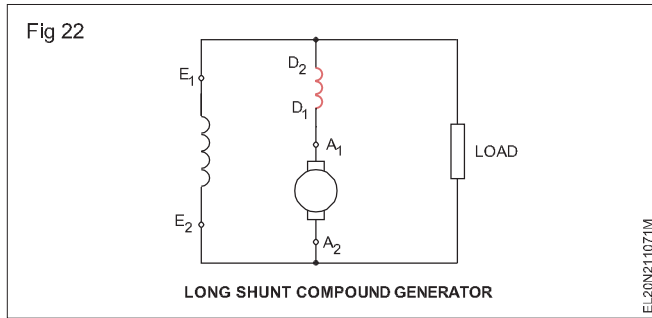 Fig 22
E1
D2
D1
A1
LOAD
E2
A2
LONG SHUNT COMPOUND GENERATOR
EL20N211071M